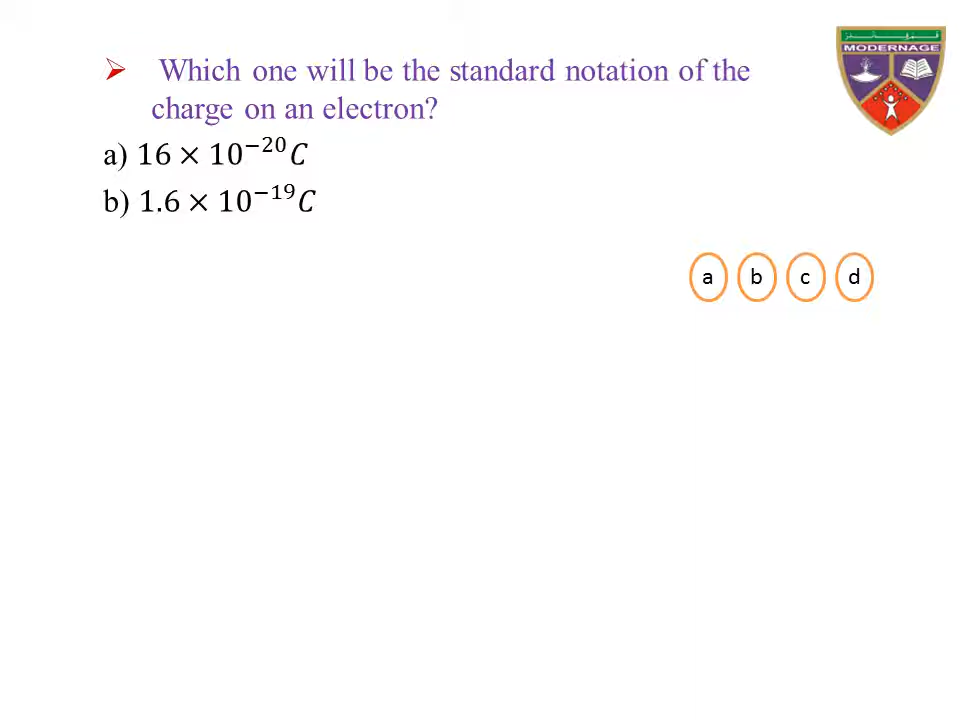 MODERNAGE
➢ Which one will be the standard notation of the
charge on an electron?
a) 16 × 10⁻²⁰C
b) 1.6 × 10⁻¹⁹C
a b c d